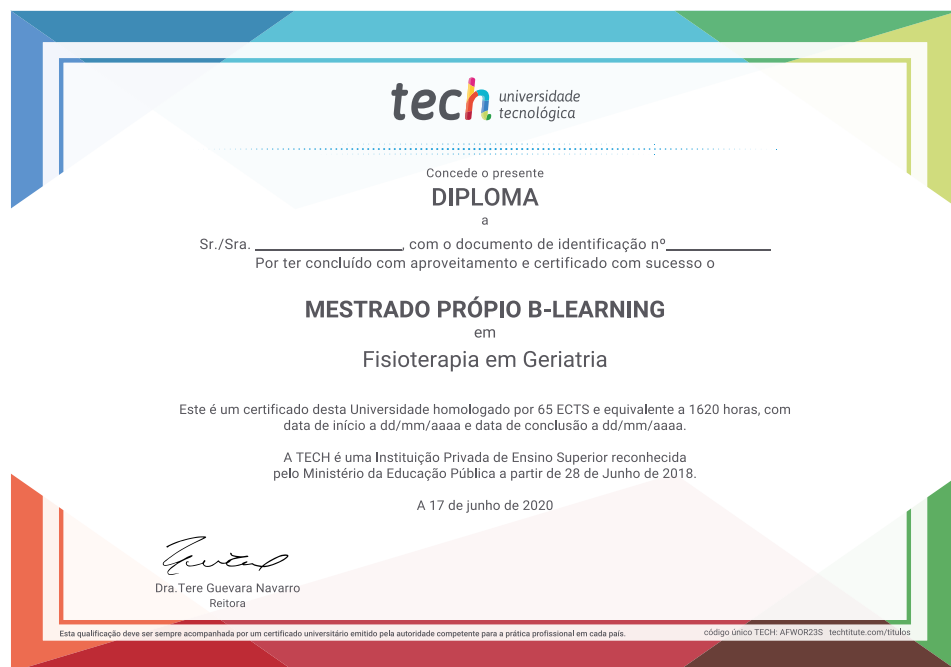 tech universidade
tecnológica
Concede o presente
DIPLOMA
a
Sr./Sra. ____________________, com o documento de identificação nº______________
Por ter concluído com aproveitamento e certificado com sucesso o
MESTRADO PRÓPIO B-LEARNING
em
Fisioterapia em Geriatria
Este é um certificado desta Universidade homologado por 65 ECTS e equivalente a 1620 horas, com
data de início a dd/mm/aaaa e data de conclusão a dd/mm/aaaa.
A TECH é uma Instituição Privada de Ensino Superior reconhecida
pelo Ministério da Educação Pública a partir de 28 de Junho de 2018.
A 17 de junho de 2020
Dra.Tere Guevara Navarro
Reitora
Esta qualificação deve ser sempre acompanhada por um certificado universitário emitido pela autoridade competente para a prática profissional em cada país.
código único TECH: AFWOR23S techtitute.com/titulos